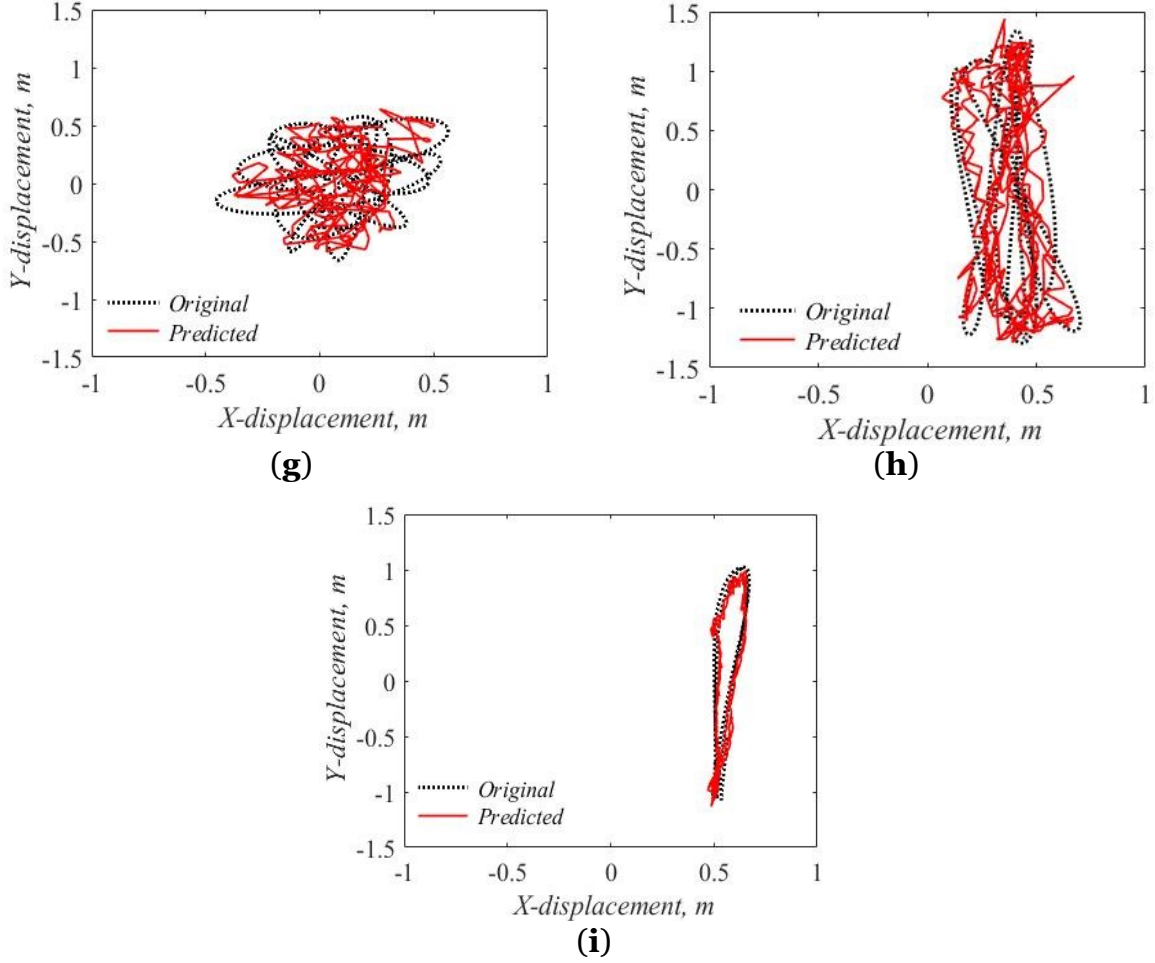 1.5
1
0.5
0
-0.5
-1
-1.5
Y-displacement, m
Original
Predicted
-1 -0.5 0 0.5 1
X-displacement, m
(g)
1.5
1
0.5
0
-0.5
-1
-1.5
Y-displacement, m
Original
Predicted
-1 -0.5 0 0.5 1
X-displacement, m
(h)
1.5
1
0.5
0
-0.5
-1
-1.5
Y-displacement, m
Original
Predicted
-1 -0.5 0 0.5 1
X-displacement, m
(i)